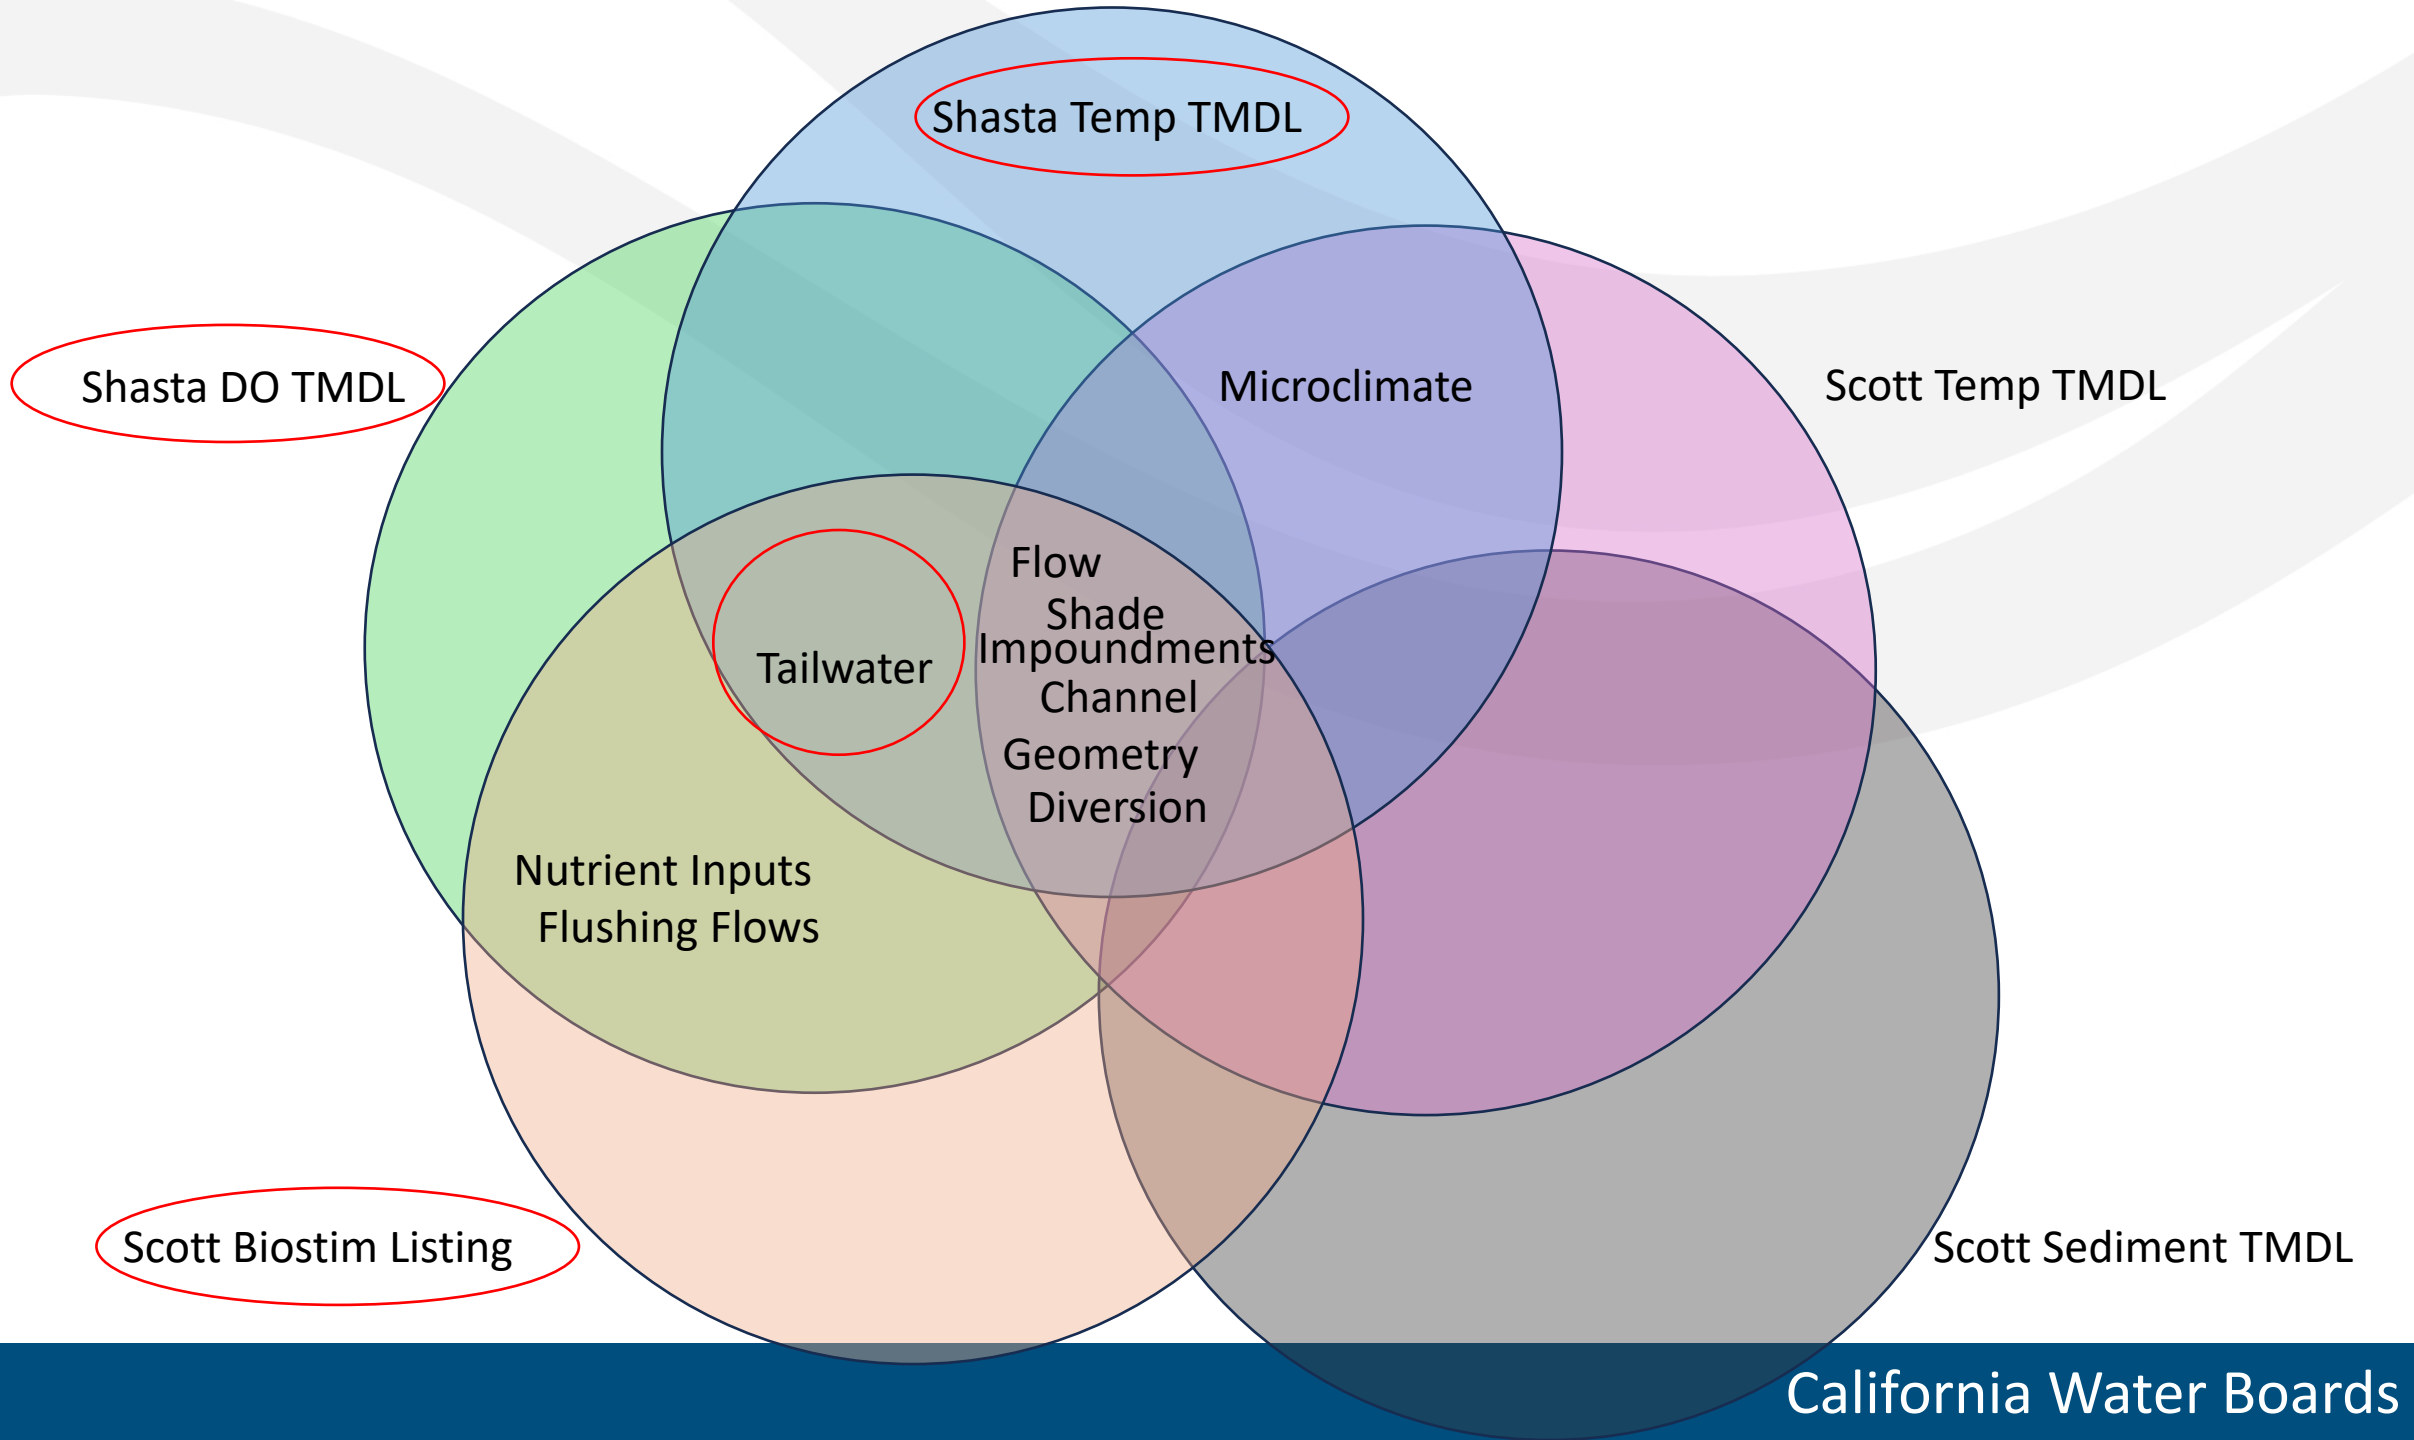 Shasta Temp TMDL
Shasta DO TMDL
Microclimate
Scott Temp TMDL
Flow
Shade
Impoundments
Tailwater
Channel
Geometry
Diversion
Nutrient Inputs
Flushing Flows
Scott Biostim Listing
Scott Sediment TMDL
California Water Boards